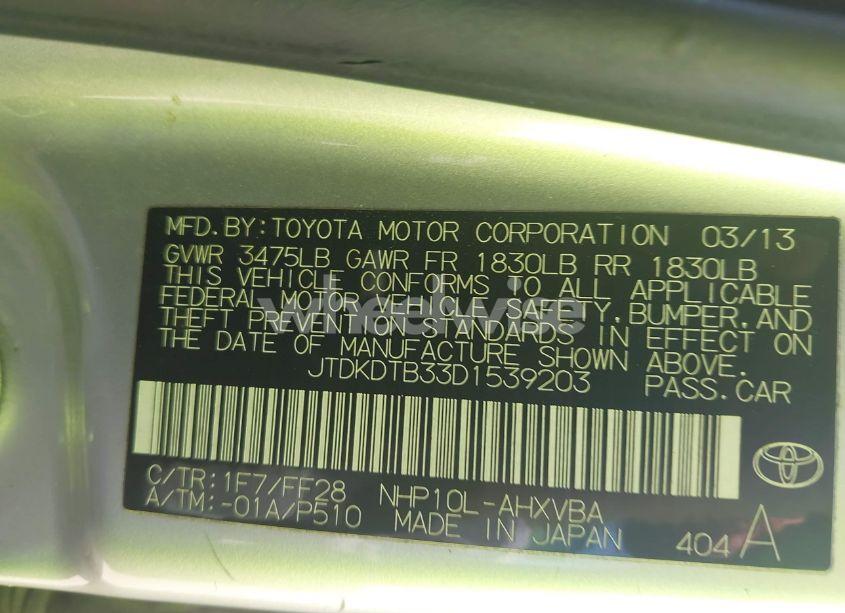 MFD. BY: TOYOTA MOTOR CORPORATION 03/13
GVWR 3475LB GAWR FR 1830LB RR 1830LB
THIS VEHICLE CONFORMS TO ALL APPLICABLE
FEDERAL MOTOR VEHICLE SAFETY, BUMPER, AND
THEFT PREVENTION STANDARDS IN EFFECT ON
THE DATE OF MANUFACTURE SHOWN ABOVE.
JTDKDTB33D1539203 PASS.CAR
C/TR: 1F7/FF28 NHP10L-AHXVBA
A/TM: -01A/P510 MADE IN JAPAN 404 A
wheelwise